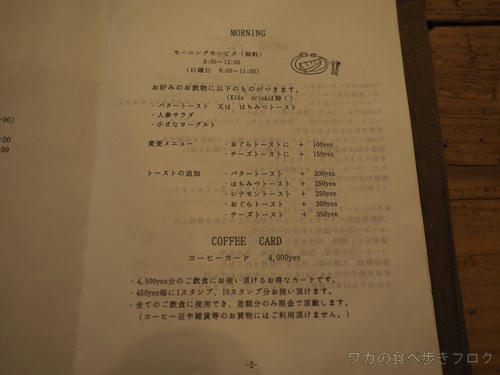 MORNING
モーニングサービス（無料）
8:00～12:00
（日曜日 8:00～11:00）
お好みのお飲物に以下のものがつきます。
（Kids drinkは除く）
・バタートースト 又は はちみつトースト
・人参サラダ
・小さなヨーグルト
変更メニュー ・おぐらトーストに ＋ 100yen
・チーズトーストに ＋ 150yen
トーストの追加 ・バタートースト ＋ 200yen
・はちみつトースト ＋ 250yen
・シナモントースト ＋ 250yen
・おぐらトースト ＋ 300yen
・チーズトースト ＋ 350yen
COFFEE CARD
コーヒーカード 4,000yen
・4,500yen分のご飲食にお使い頂けるお得なカードです。
・450yen毎に1スタンプ、10スタンプ分お使い頂けます。
・全てのご飲食に使用でき、差額分のみ現金で頂戴します。
（コーヒー豆や雑貨等のお買物にはご利用頂けません。）
-2-
ワカの食べ歩きブログ